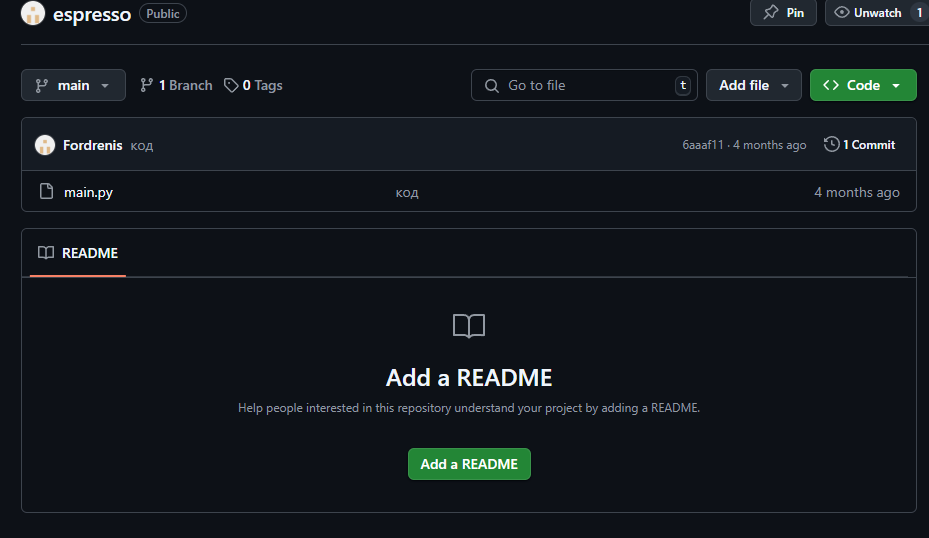 espresso Public Pin Unwatch 1
main 1 Branch 0 Tags Go to file t Add file Code
Fordrenis код 6aaaf11 · 4 months ago 1 Commit
main.py код 4 months ago
README
Add a README
Help people interested in this repository understand your project by adding a README.
Add a README